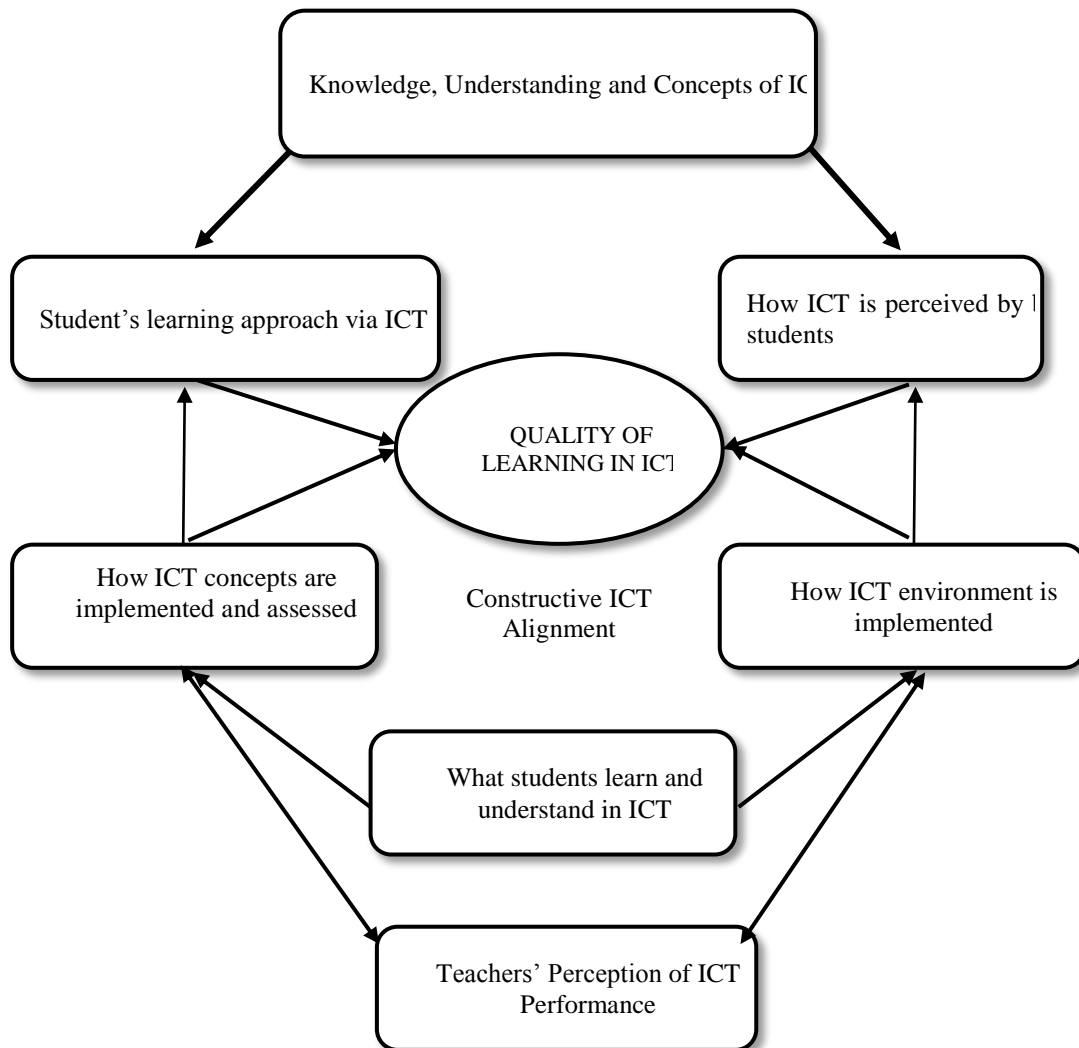 Knowledge, Understanding and Concepts of IC
Student’s learning approach via ICT
How ICT is perceived by
students
QUALITY OF
LEARNING IN ICT
How ICT concepts are
implemented and assessed
Constructive ICT
Alignment
How ICT environment is
implemented
What students learn and
understand in ICT
Teachers’ Perception of ICT
Performance